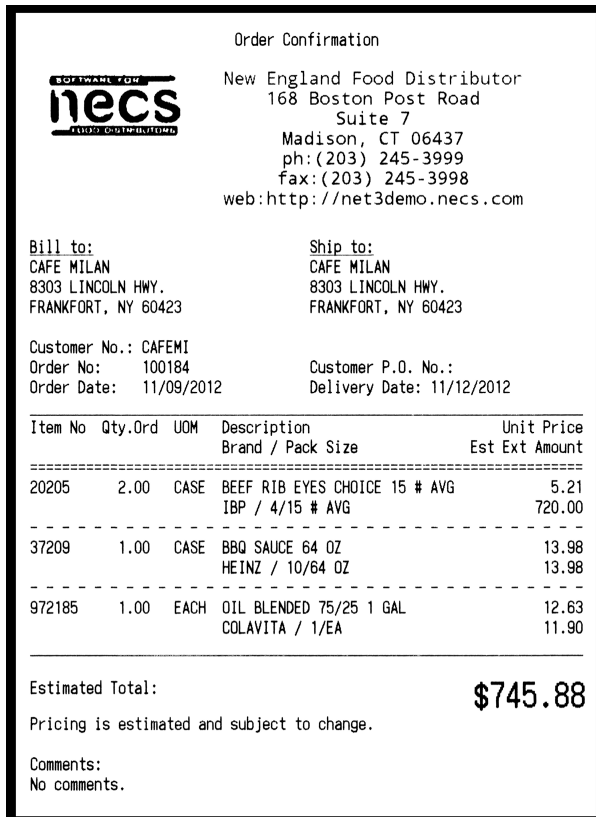 Order Confirmation
SOFTWARE FOR
necs
FOOD DISTRIBUTORS
New England Food Distributor
168 Boston Post Road
Suite 7
Madison, CT 06437
ph:(203) 245-3999
fax:(203) 245-3998
web:http://net3demo.necs.com
Bill to: Ship to:
CAFE MILAN CAFE MILAN
8303 LINCOLN HWY. 8303 LINCOLN HWY.
FRANKFORT, NY 60423 FRANKFORT, NY 60423
Customer No.: CAFEMI
Order No: 100184 Customer P.O. No.:
Order Date: 11/09/2012 Delivery Date: 11/12/2012
Item No Qty.Ord UOM Description Unit Price
Brand / Pack Size Est Ext Amount
20205 2.00 CASE BEEF RIB EYES CHOICE 15 # AVG 5.21
IBP / 4/15 # AVG 720.00
37209 1.00 CASE BBQ SAUCE 64 OZ 13.98
HEINZ / 10/64 OZ 13.98
972185 1.00 EACH OIL BLENDED 75/25 1 GAL 12.63
COLAVITA / 1/EA 11.90
Estimated Total: $745.88
Pricing is estimated and subject to change.
Comments:
No comments.